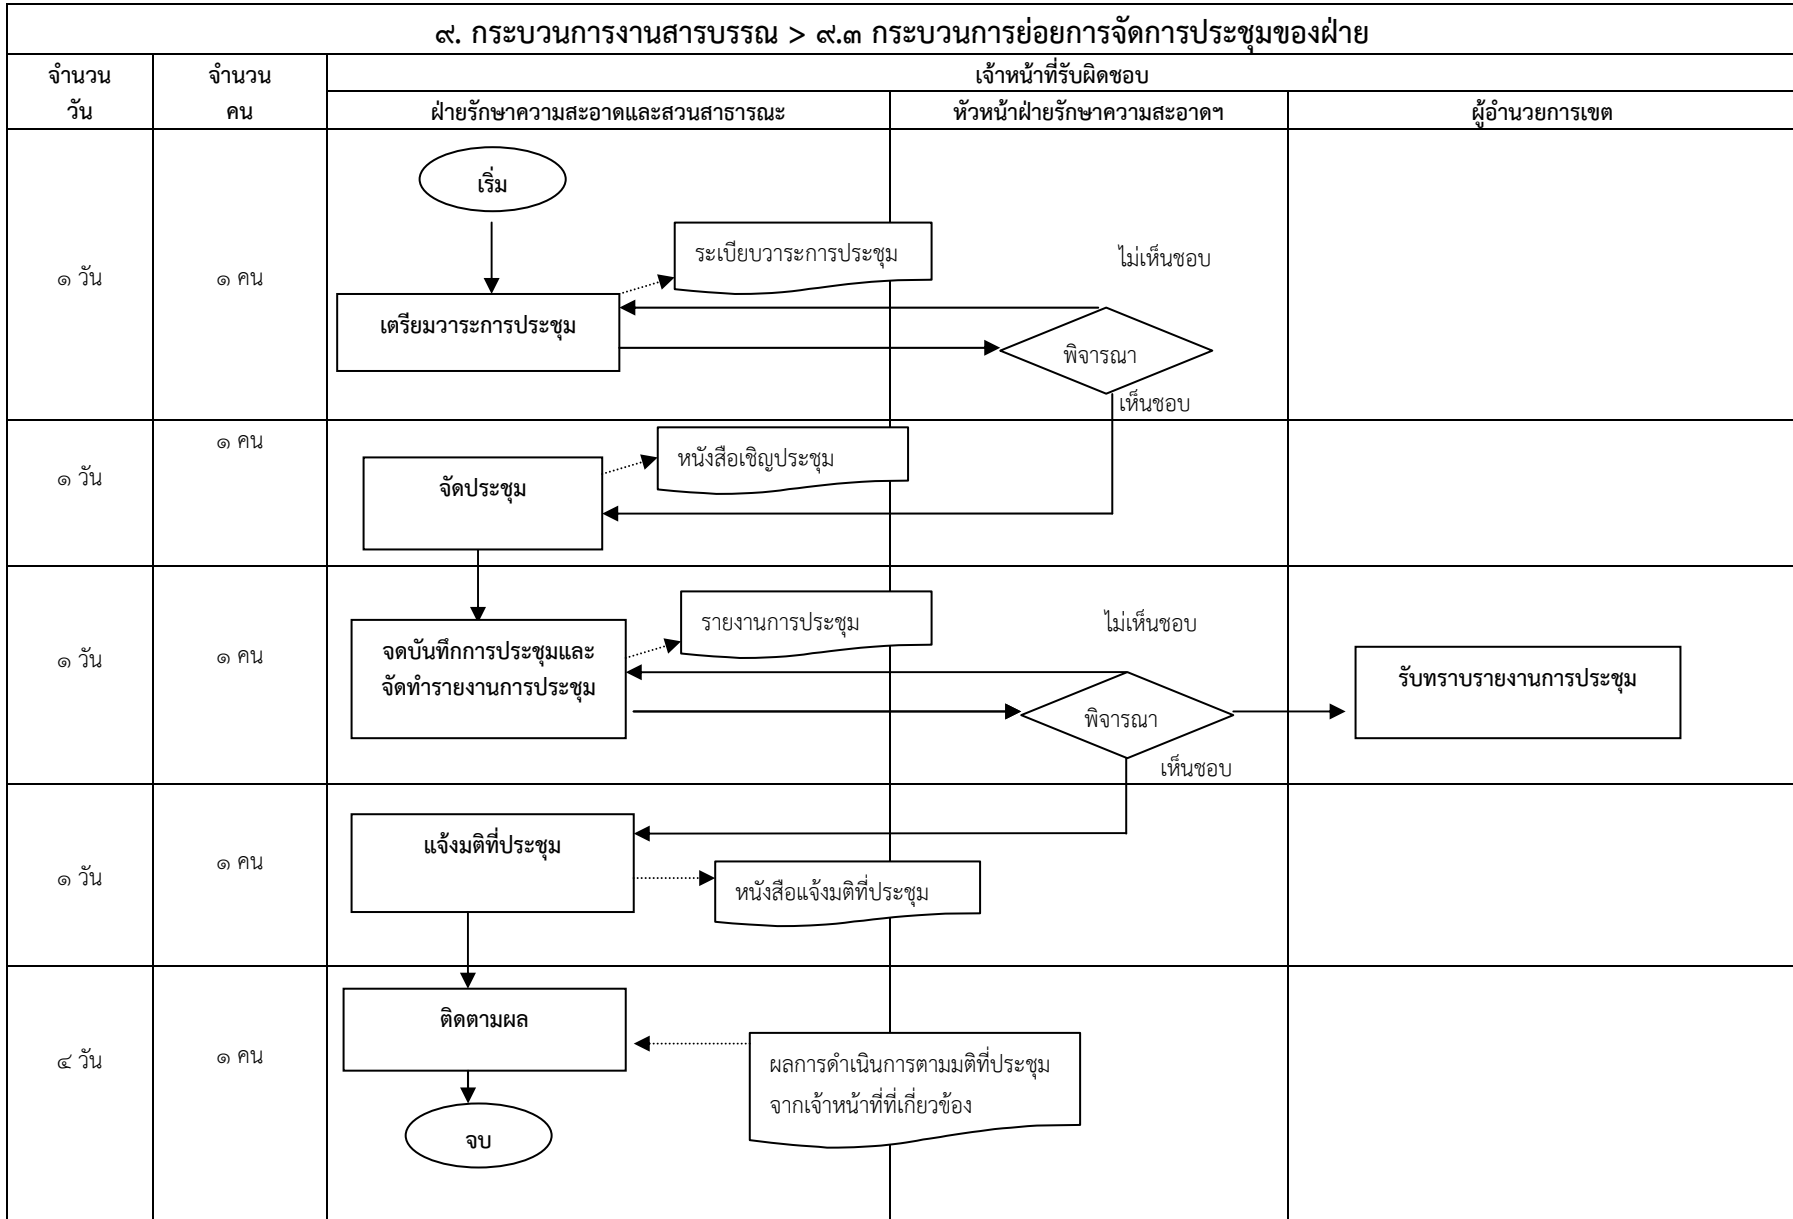 ๙. กระบวนการงานสารบรรณ > ๙.๓ กระบวนการย่อยการจัดการประชุมของฝ่าย
จำนวน
วัน
จำนวน
คน
เจ้าหน้าที่รับผิดชอบ
ฝ่ายรักษาความสะอาดและสวนสาธารณะ
หัวหน้าฝ่ายรักษาความสะอาดฯ
ผู้อำนวยการเขต
เริ่ม
ระเบียบวาระการประชุม
ไม่เห็นชอบ
๑ วัน
๑ คน
เตรียมวาระการประชุม
พิจารณา
เห็นชอบ
๑ วัน
๑ คน
หนังสือเชิญประชุม
จัดประชุม
รายงานการประชุม
ไม่เห็นชอบ
๑ วัน
๑ คน
จดบันทึกการประชุมและ
จัดทำรายงานการประชุม
รับทราบรายงานการประชุม
พิจารณา
เห็นชอบ
๑ วัน
๑ คน
แจ้งมติที่ประชุม
หนังสือแจ้งมติที่ประชุม
๔ วัน
๑ คน
ติดตามผล
ผลการดำเนินการตามมติที่ประชุม
จากเจ้าหน้าที่ที่เกี่ยวข้อง
จบ